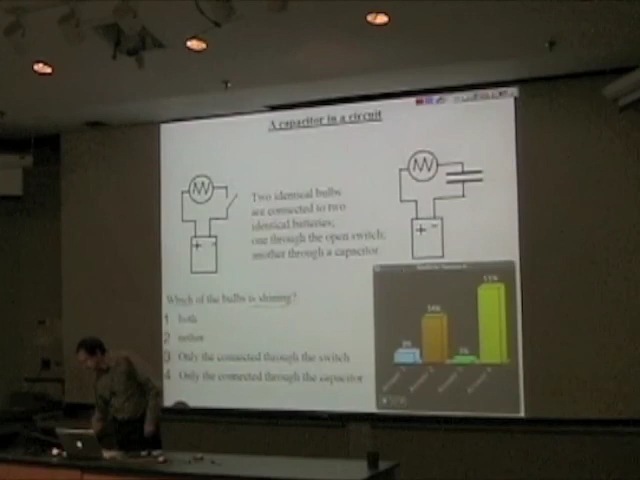 A capacitor in a circuit
Two identical bulbs
are connected to two
identical batteries;
one through the open switch;
another through a capacitor
+ -
+ -
Which of the bulbs is shining?
1 both
2 neither
3 Only the connected through the switch
4 Only the connected through the capacitor